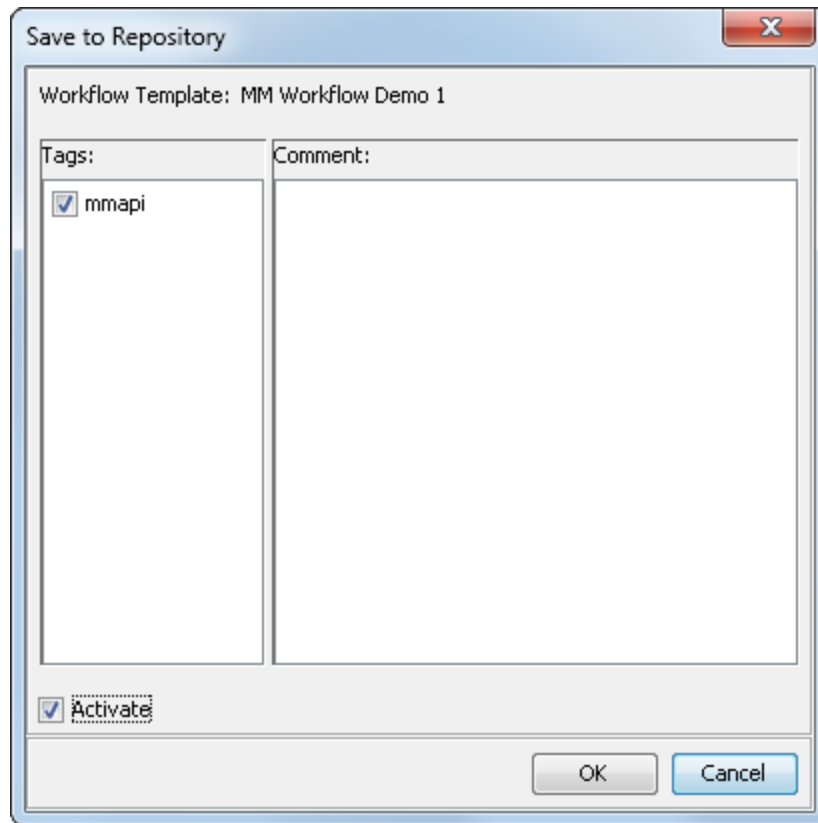 Save to Repository
Workflow Template: MM Workflow Demo 1
Tags:
Comment:
mmapi
Activate
OK
Cancel